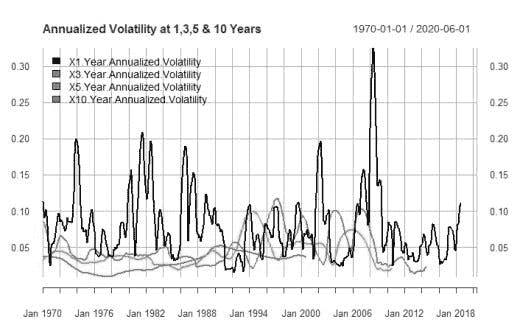 Annualized Volatility at 1,3,5 & 10 Years 1970-01-01 / 2020-06-01
X1.Year.Annualized.Volatility
X3.Year.Annualized.Volatility
X5.Year.Annualized.Volatility
X10.Year.Annualized.Volatility
0.30 0.30
0.25 0.25
0.20 0.20
0.15 0.15
0.10 0.10
0.05 0.05
Jan 1970 Jan 1976 Jan 1982 Jan 1988 Jan 1994 Jan 2000 Jan 2006 Jan 2012 Jan 2018